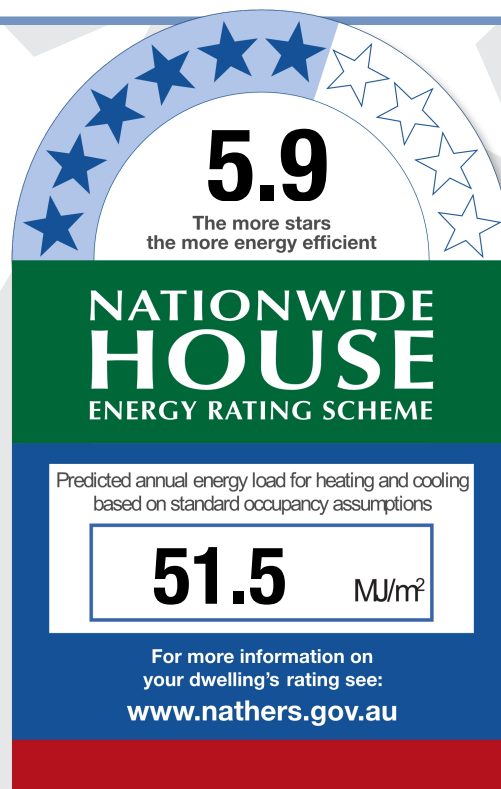 5.9
The more stars
the more energy efficient
NATIONWIDE
HOUSE
ENERGY RATING SCHEME
Predicted annual energy load for heating and cooling
based on standard occupancy assumptions
51.5 MJ/m²
For more information on
your dwelling's rating see:
www.nathers.gov.au